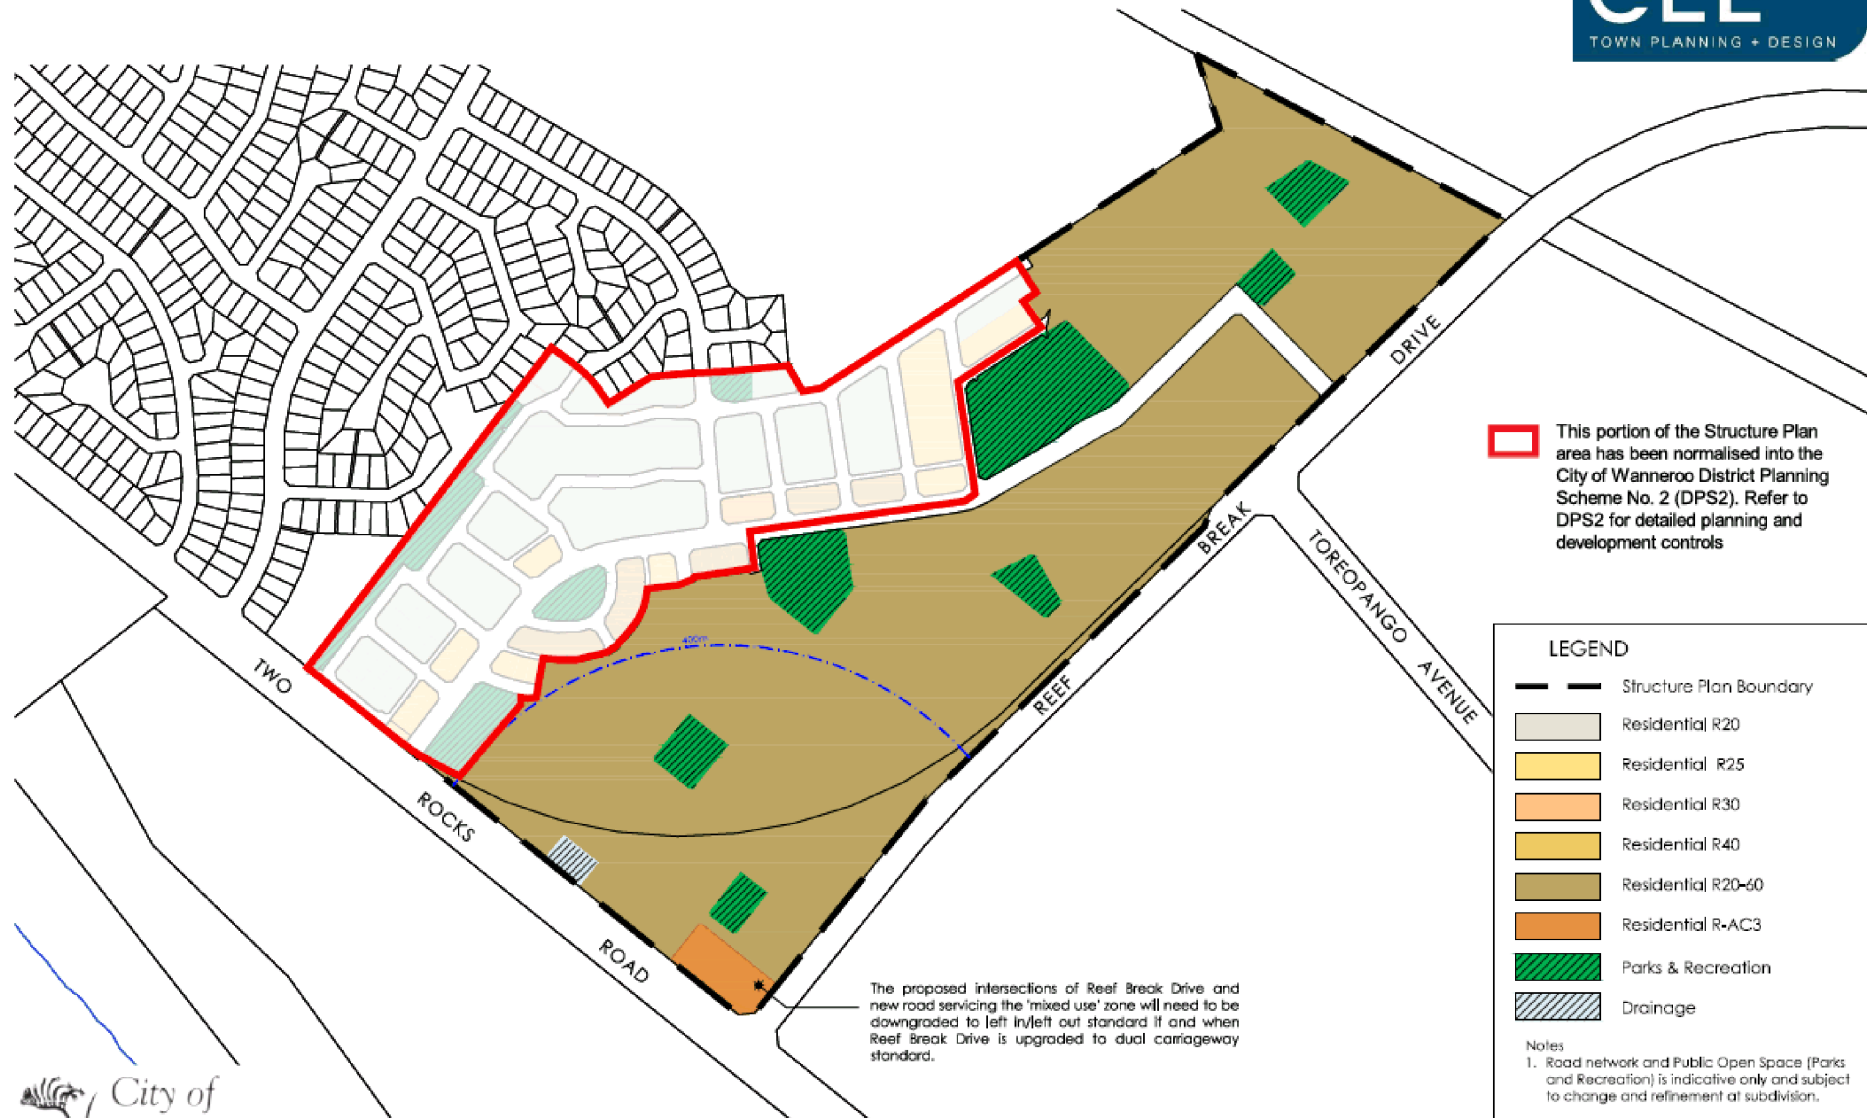 CLE
TOWN PLANNING + DESIGN
DRIVE
This portion of the Structure Plan
area has been normalised into the
City of Wanneroo District Planning
Scheme No. 2 (DPS2). Refer to
DPS2 for detailed planning and
development controls
BREAK
TOREOPANGO AVENUE
400m
REEF
TWO
ROCKS
ROAD
The proposed intersections of Reef Break Drive and
new road servicing the 'mixed use' zone will need to be
downgraded to left in/left out standard if and when
Reef Break Drive is upgraded to dual carriageway
standard.
LEGEND
Structure Plan Boundary
Residential R20
Residential R25
Residential R30
Residential R40
Residential R20-60
Residential R-AC3
Parks & Recreation
Drainage
Notes
1. Road network and Public Open Space (Parks
and Recreation) is indicative only and subject
to change and refinement at subdivision.
City of